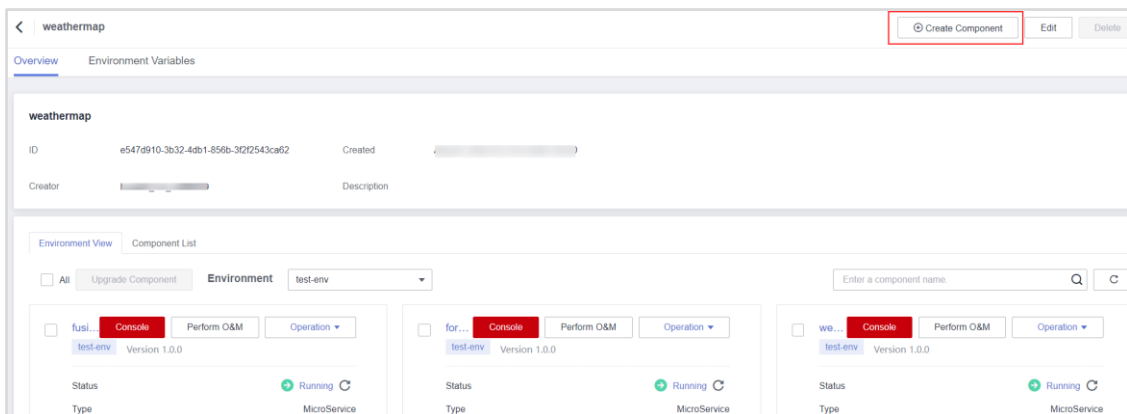 weathermap
Create Component Edit Delete
Overview Environment Variables
weathermap
ID e547d910-3b32-4db1-856b-3f2f2543ca62 Created
Creator Description
Environment View Component List
All Upgrade Component Environment test-env Enter a component name.
fusi... Console Perform O&M Operation for... Console Perform O&M Operation we... Console Perform O&M Operation
test-env Version 1.0.0 test-env Version 1.0.0 test-env Version 1.0.0
Status Running Status Running Status Running
Type MicroService Type MicroService Type MicroService